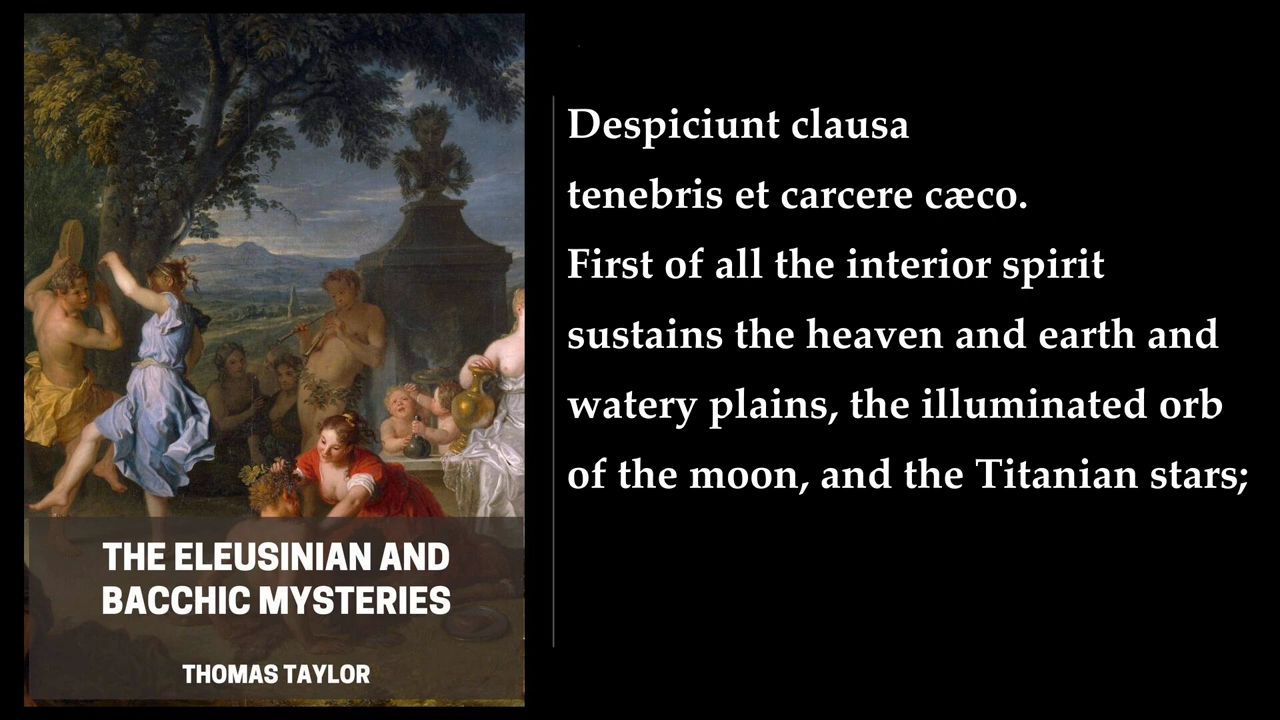 Despiciunt clausa
tenebris et carcere cæco.
First of all the interior spirit
sustains the heaven and earth and
watery plains, the illuminated orb
of the moon, and the Titanian stars;
THE ELEUSINIAN AND
BACCHIC MYSTERIES
THOMAS TAYLOR